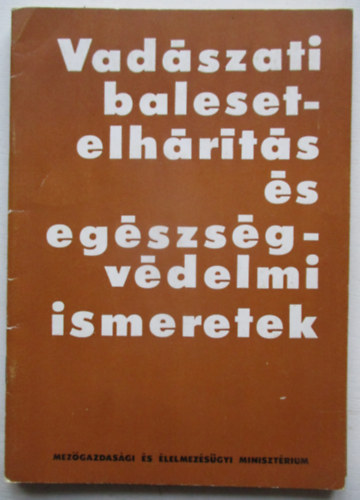 Vadászati
baleset-
elhárítás
és
egészség-
védelmi
ismeretek
MEZŐGAZDASÁGI ÉS ÉLELMEZÉSÜGYI MINISZTÉRIUM